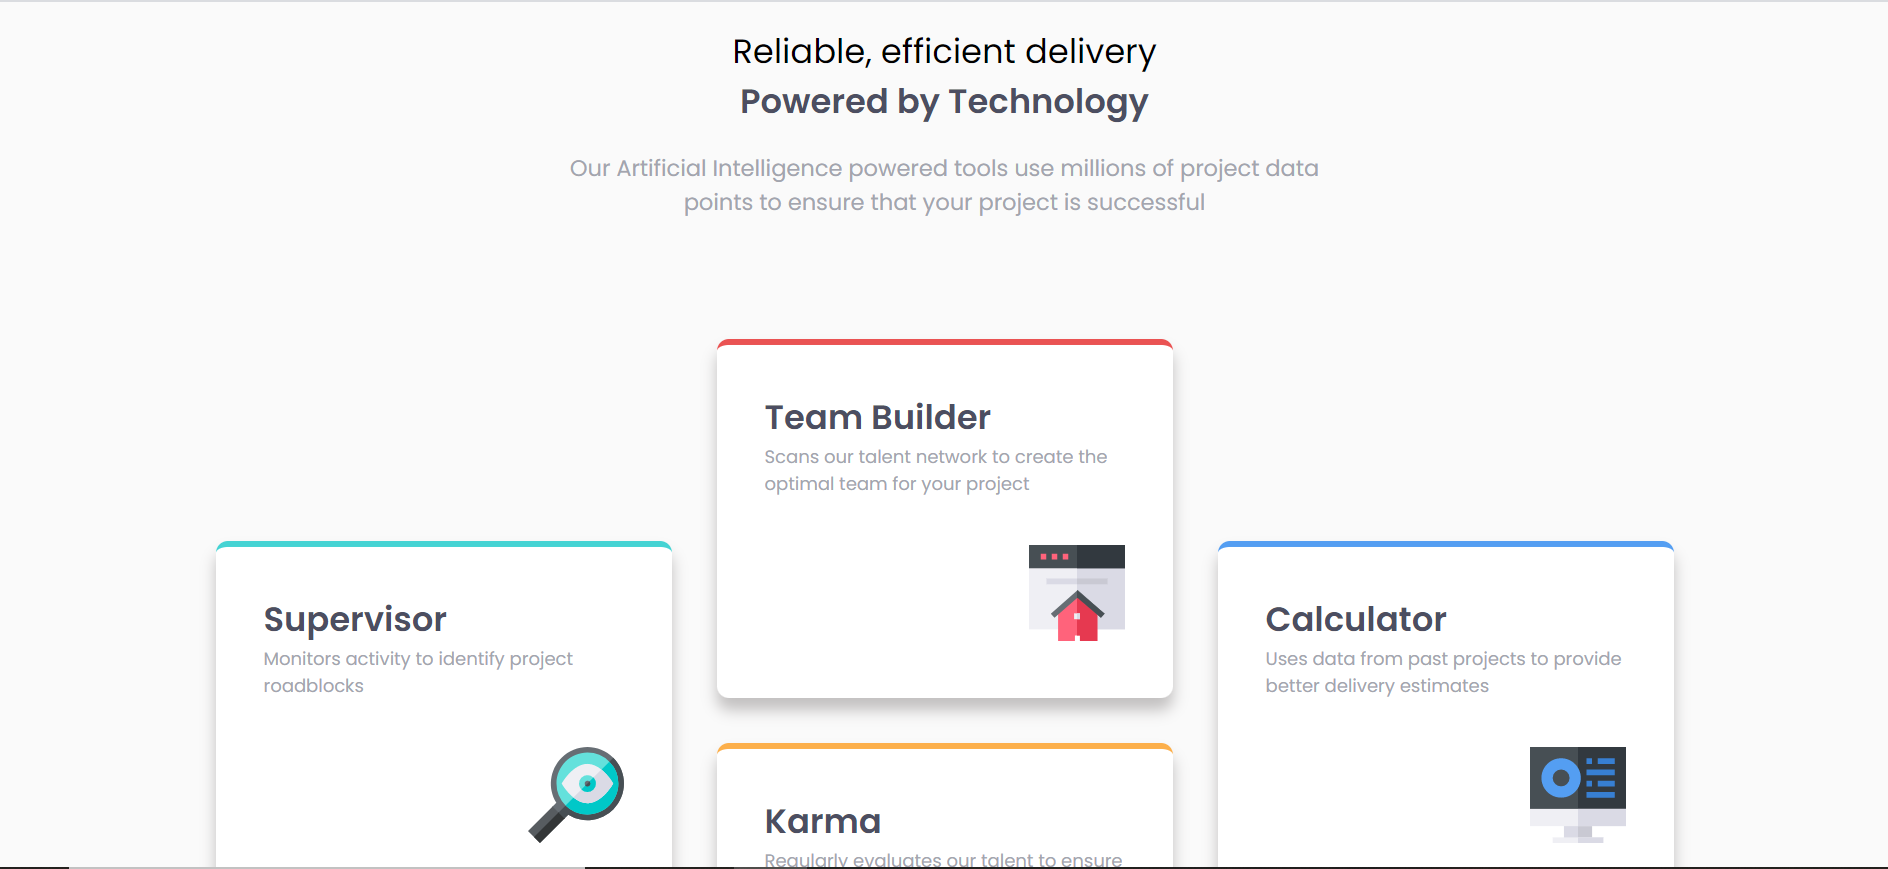 Reliable, efficient delivery
Powered by Technology
Our Artificial Intelligence powered tools use millions of project data
points to ensure that your project is successful
Team Builder
Scans our talent network to create the
optimal team for your project
Supervisor
Monitors activity to identify project
roadblocks
Calculator
Uses data from past projects to provide
better delivery estimates
Karma
Regularly evaluates our talent to ensure